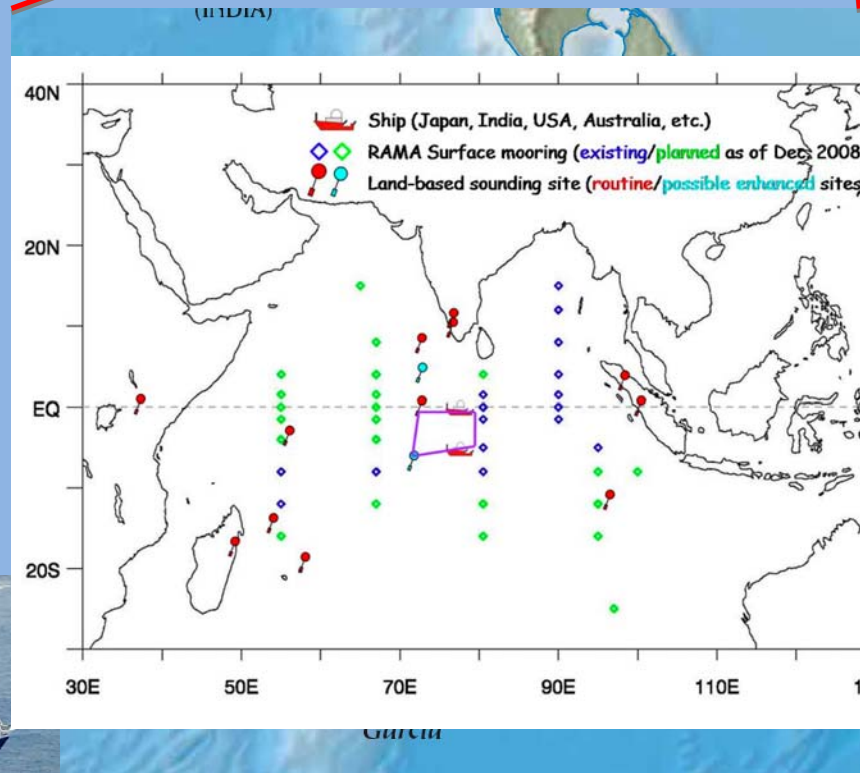 (INDIA)
40N
Ship (Japan, India, USA, Australia, etc.)
RAMA Surface mooring (existing/planned as of Dec. 2008
Land-based sounding site (routine/possible enhanced sites
20N
EQ
20S
30E 50E 70E 90E 110E
Garcia